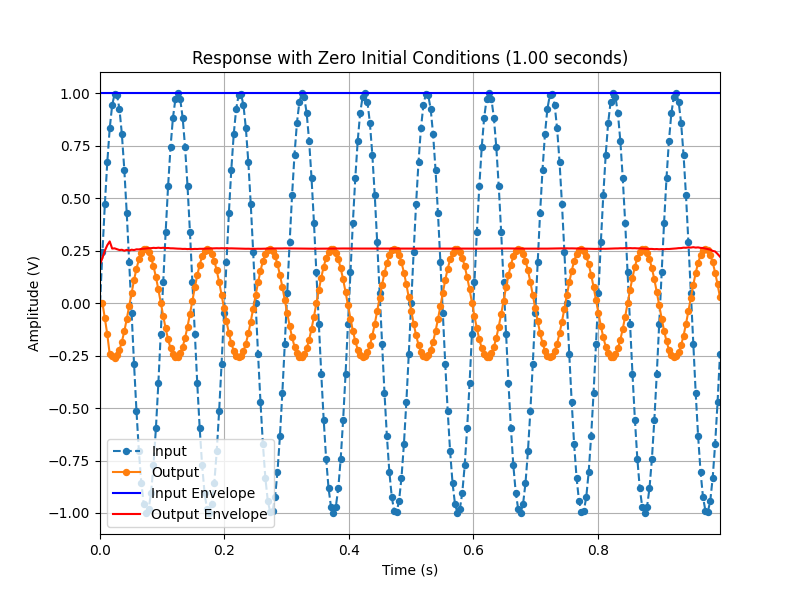 Response with Zero Initial Conditions (1.00 seconds)
Amplitude (V)
1.00
0.75
0.50
0.25
0.00
−0.25
−0.50
−0.75
−1.00
Input
Output
Input Envelope
Output Envelope
0.0
0.2
0.4
0.6
0.8
Time (s)